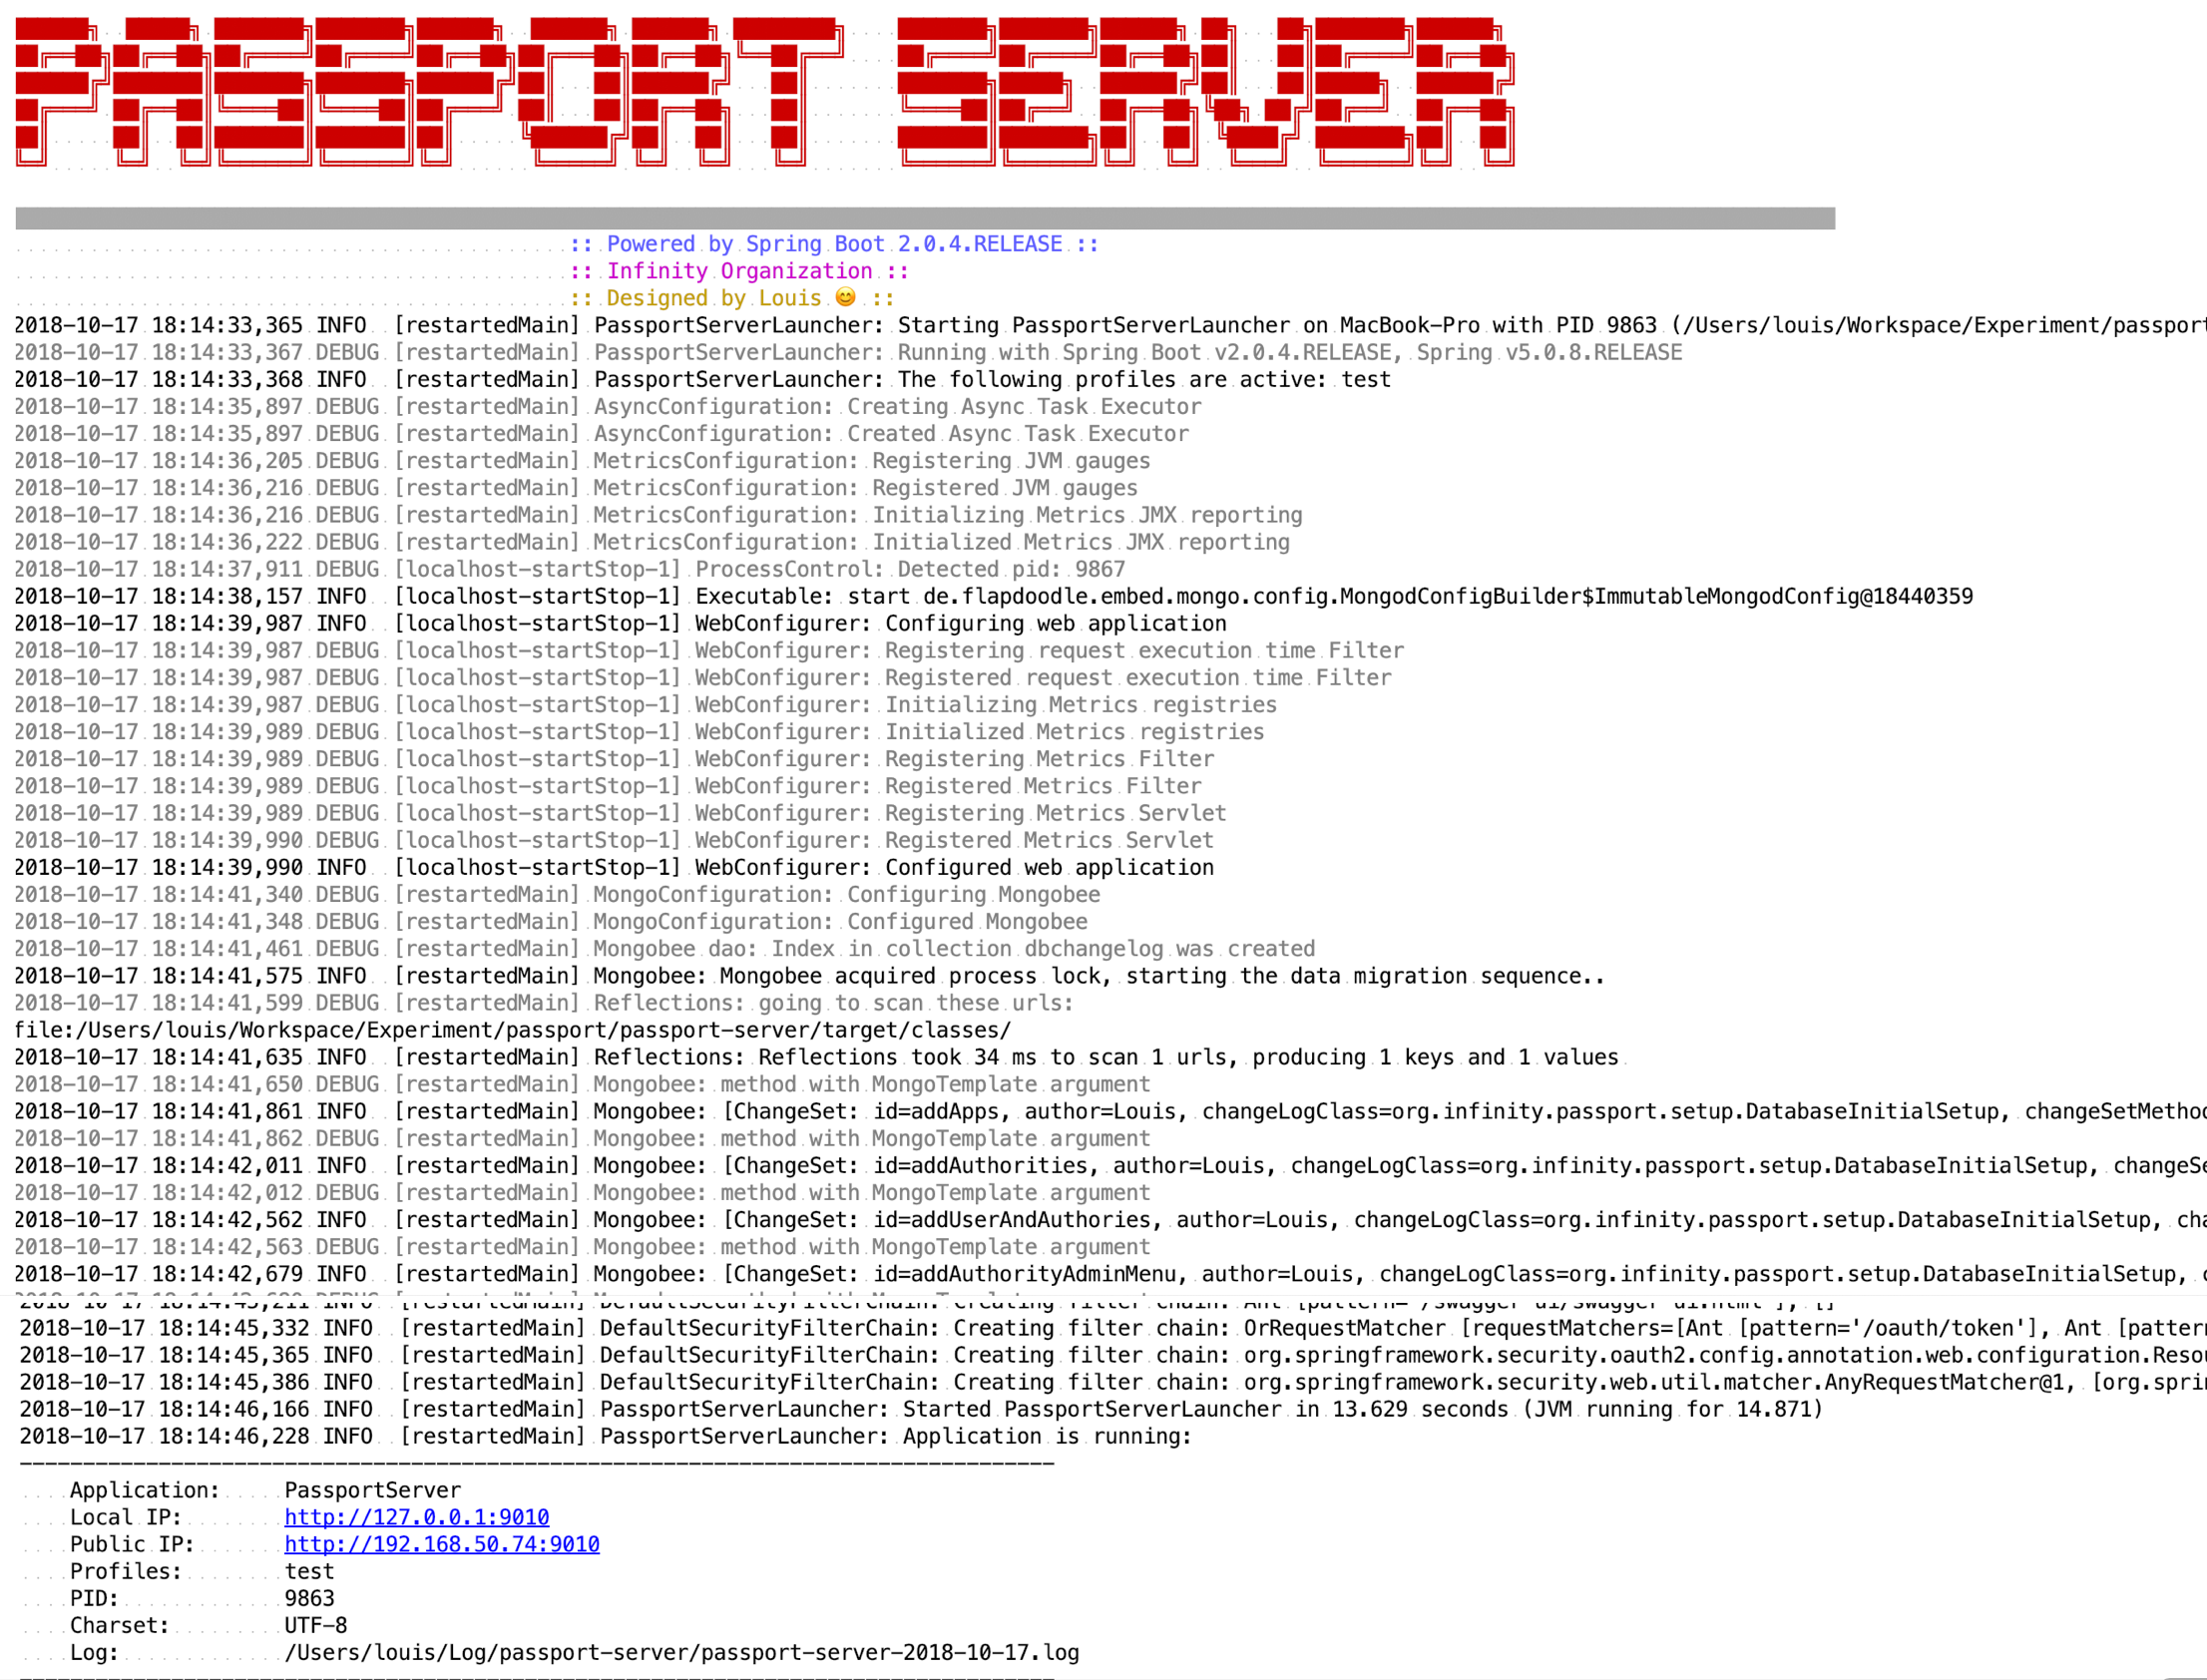 PASSPORT SERVER
:: Powered by Spring Boot 2.0.4.RELEASE ::
:: Infinity Organization ::
:: Designed by Louis 😊 ::
2018-10-17 18:14:33,365 INFO  [restartedMain] PassportServerLauncher: Starting PassportServerLauncher on MacBook-Pro with PID 9863 (/Users/louis/Workspace/Experiment/passport
2018-10-17 18:14:33,367 DEBUG [restartedMain] PassportServerLauncher: Running with Spring Boot v2.0.4.RELEASE, Spring v5.0.8.RELEASE
2018-10-17 18:14:33,368 INFO  [restartedMain] PassportServerLauncher: The following profiles are active: test
2018-10-17 18:14:35,897 DEBUG [restartedMain] AsyncConfiguration: Creating Async Task Executor
2018-10-17 18:14:35,897 DEBUG [restartedMain] AsyncConfiguration: Created Async Task Executor
2018-10-17 18:14:36,205 DEBUG [restartedMain] MetricsConfiguration: Registering JVM gauges
2018-10-17 18:14:36,216 DEBUG [restartedMain] MetricsConfiguration: Registered JVM gauges
2018-10-17 18:14:36,216 DEBUG [restartedMain] MetricsConfiguration: Initializing Metrics JMX reporting
2018-10-17 18:14:36,222 DEBUG [restartedMain] MetricsConfiguration: Initialized Metrics JMX reporting
2018-10-17 18:14:37,911 DEBUG [localhost-startStop-1] ProcessControl: Detected pid: 9867
2018-10-17 18:14:38,157 INFO  [localhost-startStop-1] Executable: start de.flapdoodle.embed.mongo.config.MongodConfigBuilder$ImmutableMongodConfig@18440359
2018-10-17 18:14:39,987 INFO  [localhost-startStop-1] WebConfigurer: Configuring web application
2018-10-17 18:14:39,987 DEBUG [localhost-startStop-1] WebConfigurer: Registering request execution time Filter
2018-10-17 18:14:39,987 DEBUG [localhost-startStop-1] WebConfigurer: Registered request execution time Filter
2018-10-17 18:14:39,987 DEBUG [localhost-startStop-1] WebConfigurer: Initializing Metrics registries
2018-10-17 18:14:39,989 DEBUG [localhost-startStop-1] WebConfigurer: Initialized Metrics registries
2018-10-17 18:14:39,989 DEBUG [localhost-startStop-1] WebConfigurer: Registering Metrics Filter
2018-10-17 18:14:39,989 DEBUG [localhost-startStop-1] WebConfigurer: Registered Metrics Filter
2018-10-17 18:14:39,989 DEBUG [localhost-startStop-1] WebConfigurer: Registering Metrics Servlet
2018-10-17 18:14:39,990 DEBUG [localhost-startStop-1] WebConfigurer: Registered Metrics Servlet
2018-10-17 18:14:39,990 INFO  [localhost-startStop-1] WebConfigurer: Configured web application
2018-10-17 18:14:41,340 DEBUG [restartedMain] MongoConfiguration: Configuring Mongobee
2018-10-17 18:14:41,348 DEBUG [restartedMain] MongoConfiguration: Configured Mongobee
2018-10-17 18:14:41,461 DEBUG [restartedMain] Mongobee dao: Index in collection dbchangelog was created
2018-10-17 18:14:41,575 INFO  [restartedMain] Mongobee: Mongobee acquired process lock, starting the data migration sequence..
2018-10-17 18:14:41,599 DEBUG [restartedMain] Reflections: going to scan these urls:
file:/Users/louis/Workspace/Experiment/passport/passport-server/target/classes/
2018-10-17 18:14:41,635 INFO  [restartedMain] Reflections: Reflections took 34 ms to scan 1 urls, producing 1 keys and 1 values
2018-10-17 18:14:41,650 DEBUG [restartedMain] Mongobee: method with MongoTemplate argument
2018-10-17 18:14:41,861 INFO  [restartedMain] Mongobee: [ChangeSet: id=addApps, author=Louis, changeLogClass=org.infinity.passport.setup.DatabaseInitialSetup, changeSetMetho
2018-10-17 18:14:41,862 DEBUG [restartedMain] Mongobee: method with MongoTemplate argument
2018-10-17 18:14:42,011 INFO  [restartedMain] Mongobee: [ChangeSet: id=addAuthorities, author=Louis, changeLogClass=org.infinity.passport.setup.DatabaseInitialSetup, changeSe
2018-10-17 18:14:42,012 DEBUG [restartedMain] Mongobee: method with MongoTemplate argument
2018-10-17 18:14:42,562 INFO  [restartedMain] Mongobee: [ChangeSet: id=addUserAndAuthories, author=Louis, changeLogClass=org.infinity.passport.setup.DatabaseInitialSetup, cha
2018-10-17 18:14:42,563 DEBUG [restartedMain] Mongobee: method with MongoTemplate argument
2018-10-17 18:14:42,679 INFO  [restartedMain] Mongobee: [ChangeSet: id=addAuthorityAdminMenu, author=Louis, changeLogClass=org.infinity.passport.setup.DatabaseInitialSetup,
2018-10-17 18:14:45,332 INFO  [restartedMain] DefaultSecurityFilterChain: Creating filter chain: OrRequestMatcher [requestMatchers=[Ant [pattern='/oauth/token'], Ant [patter
2018-10-17 18:14:45,365 INFO  [restartedMain] DefaultSecurityFilterChain: Creating filter chain: org.springframework.security.oauth2.config.annotation.web.configuration.Reso
2018-10-17 18:14:45,386 INFO  [restartedMain] DefaultSecurityFilterChain: Creating filter chain: org.springframework.security.web.util.matcher.AnyRequestMatcher@1, [org.spri
2018-10-17 18:14:46,166 INFO  [restartedMain] PassportServerLauncher: Started PassportServerLauncher in 13.629 seconds (JVM running for 14.871)
2018-10-17 18:14:46,228 INFO  [restartedMain] PassportServerLauncher: Application is running:
Application: PassportServer
Local IP: http://127.0.0.1:9010
Public IP: http://192.168.50.74:9010
Profiles: test
PID: 9863
Charset: UTF-8
Log: /Users/louis/Log/passport-server/passport-server-2018-10-17.log